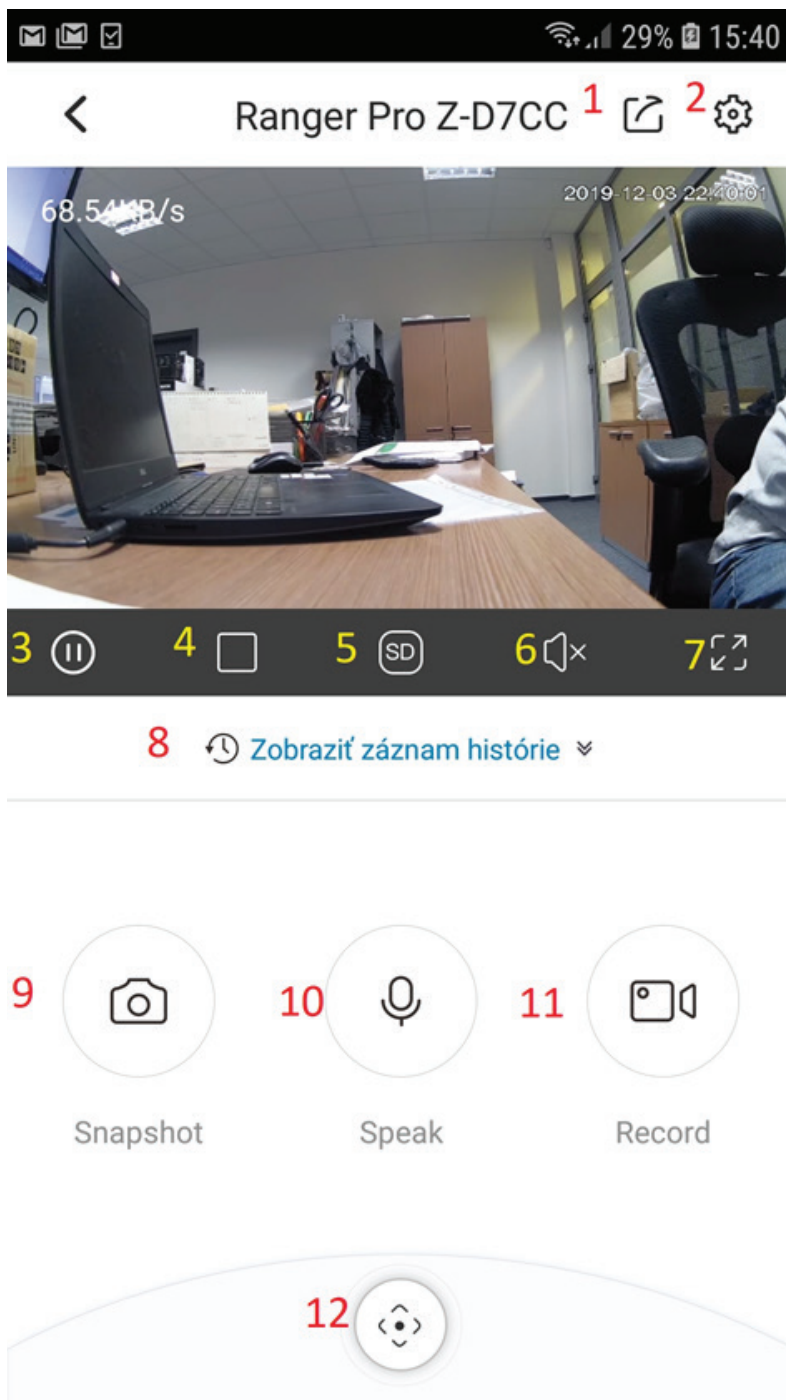 29% 15:40
Ranger Pro Z-D7CC 1 2
68.54KB/s 2019-12-03 22:40:01
3 4 5 SD 6 7
8 Zobraziť záznam histórie
9 10 11
Snapshot Speak Record
12